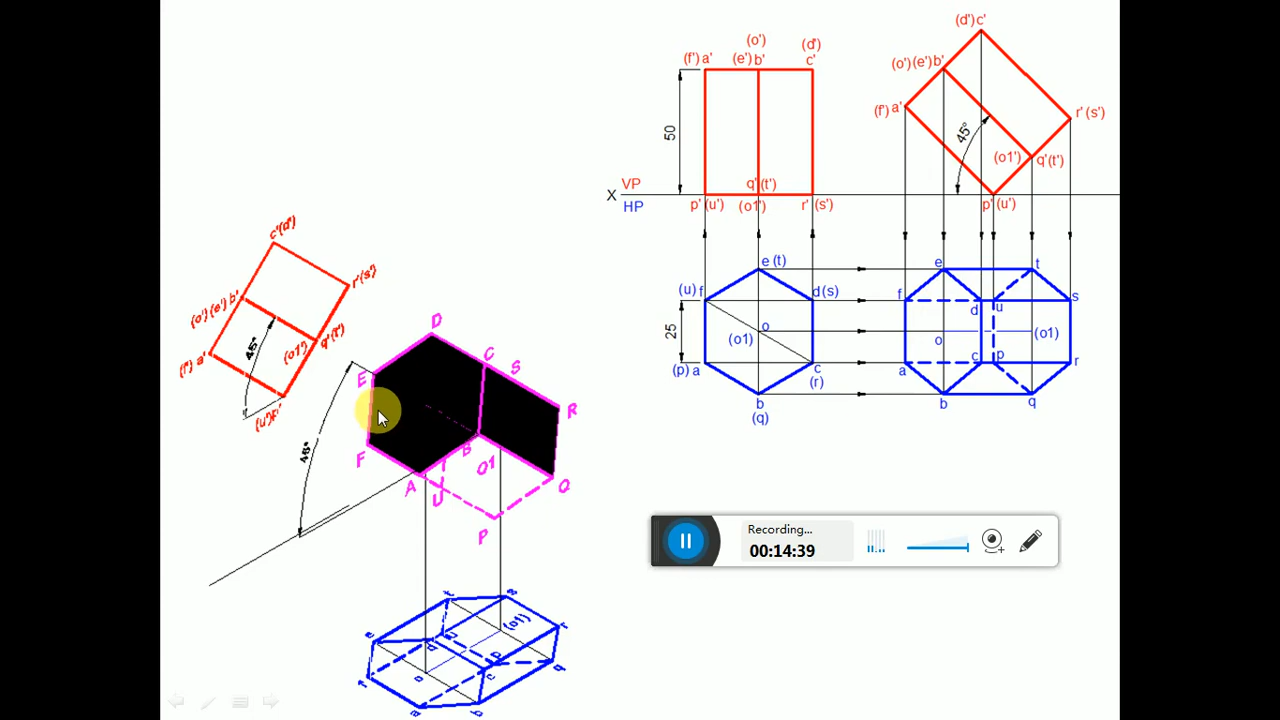 (d') c'
(o')
(f') a' (e') b' (d') c'
(o') (e') b'
(f') a'
r' (s')
50
45°
(o1') q'(t')
VP
q' (t')
X
HP
p' (u') (o1') r' (s')
p' (u')
e (t)
(u) f
d (s)
25
o
(o1)
(p) a
c
(r)
b
(q)
e t
f d u s
o (o1)
a c p r
b q
c'(d')
r'(s')
(o') (e') b'
(f') a'
45°
(o1') q'(t')
D
C S
E R
45°
F B
O1
A U Q
P
t s
(o1)
e d u r
o c p q
f
a b
Recording...
00:14:39